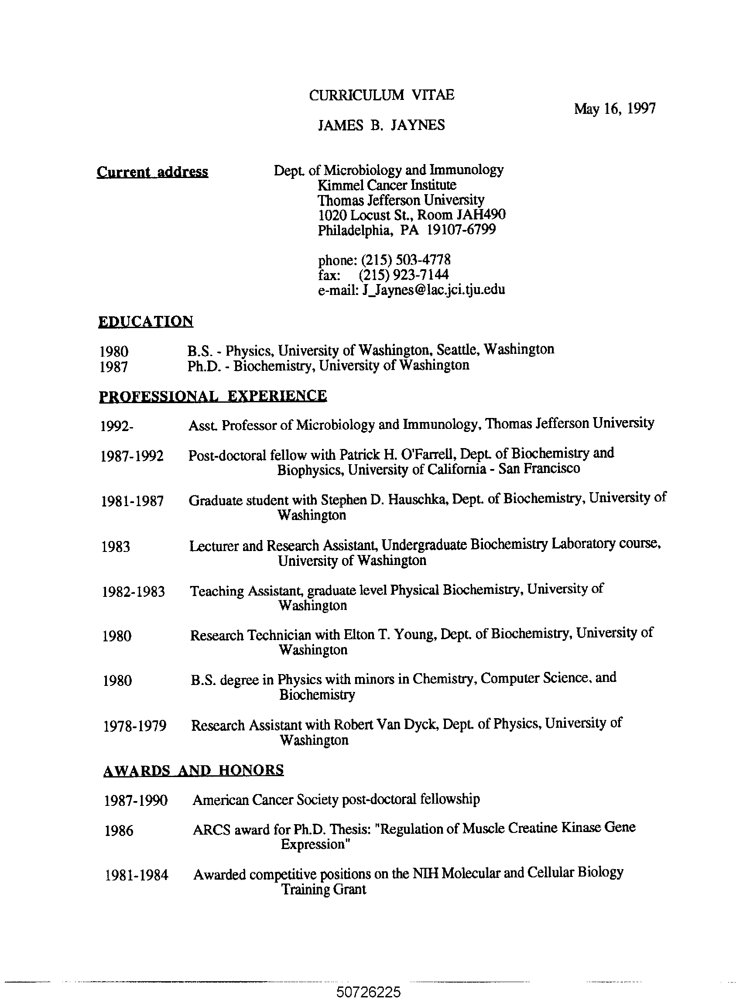 CURRICULUM VITAE
May 16, 1997
JAMES B. JAYNES
Current address
Dept. of Microbiology and Immunology
Kimmel Cancer Institute
Thomas Jefferson University
1020 Locust St., Room JAH490
Philadelphia, PA 19107-6799
phone: (215) 503-4778
fax: (215) 923-7144
e-mail: J_Jaynes@lac.jci.tju.edu
EDUCATION
1980 B.S. - Physics, University of Washington, Seattle, Washington
1987 Ph.D. - Biochemistry, University of Washington
PROFESSIONAL EXPERIENCE
1992- Asst. Professor of Microbiology and Immunology, Thomas Jefferson University
1987-1992 Post-doctoral fellow with Patrick H. O'Farrell, Dept. of Biochemistry and
Biophysics, University of California - San Francisco
1981-1987 Graduate student with Stephen D. Hauschka, Dept. of Biochemistry, University of
Washington
1983 Lecturer and Research Assistant, Undergraduate Biochemistry Laboratory course,
University of Washington
1982-1983 Teaching Assistant, graduate level Physical Biochemistry, University of
Washington
1980 Research Technician with Elton T. Young, Dept. of Biochemistry, University of
Washington
1980 B.S. degree in Physics with minors in Chemistry, Computer Science, and
Biochemistry
1978-1979 Research Assistant with Robert Van Dyck, Dept. of Physics, University of
Washington
AWARDS AND HONORS
1987-1990 American Cancer Society post-doctoral fellowship
1986 ARCS award for Ph.D. Thesis: "Regulation of Muscle Creatine Kinase Gene
Expression"
1981-1984 Awarded competitive positions on the NIH Molecular and Cellular Biology
Training Grant
50726225